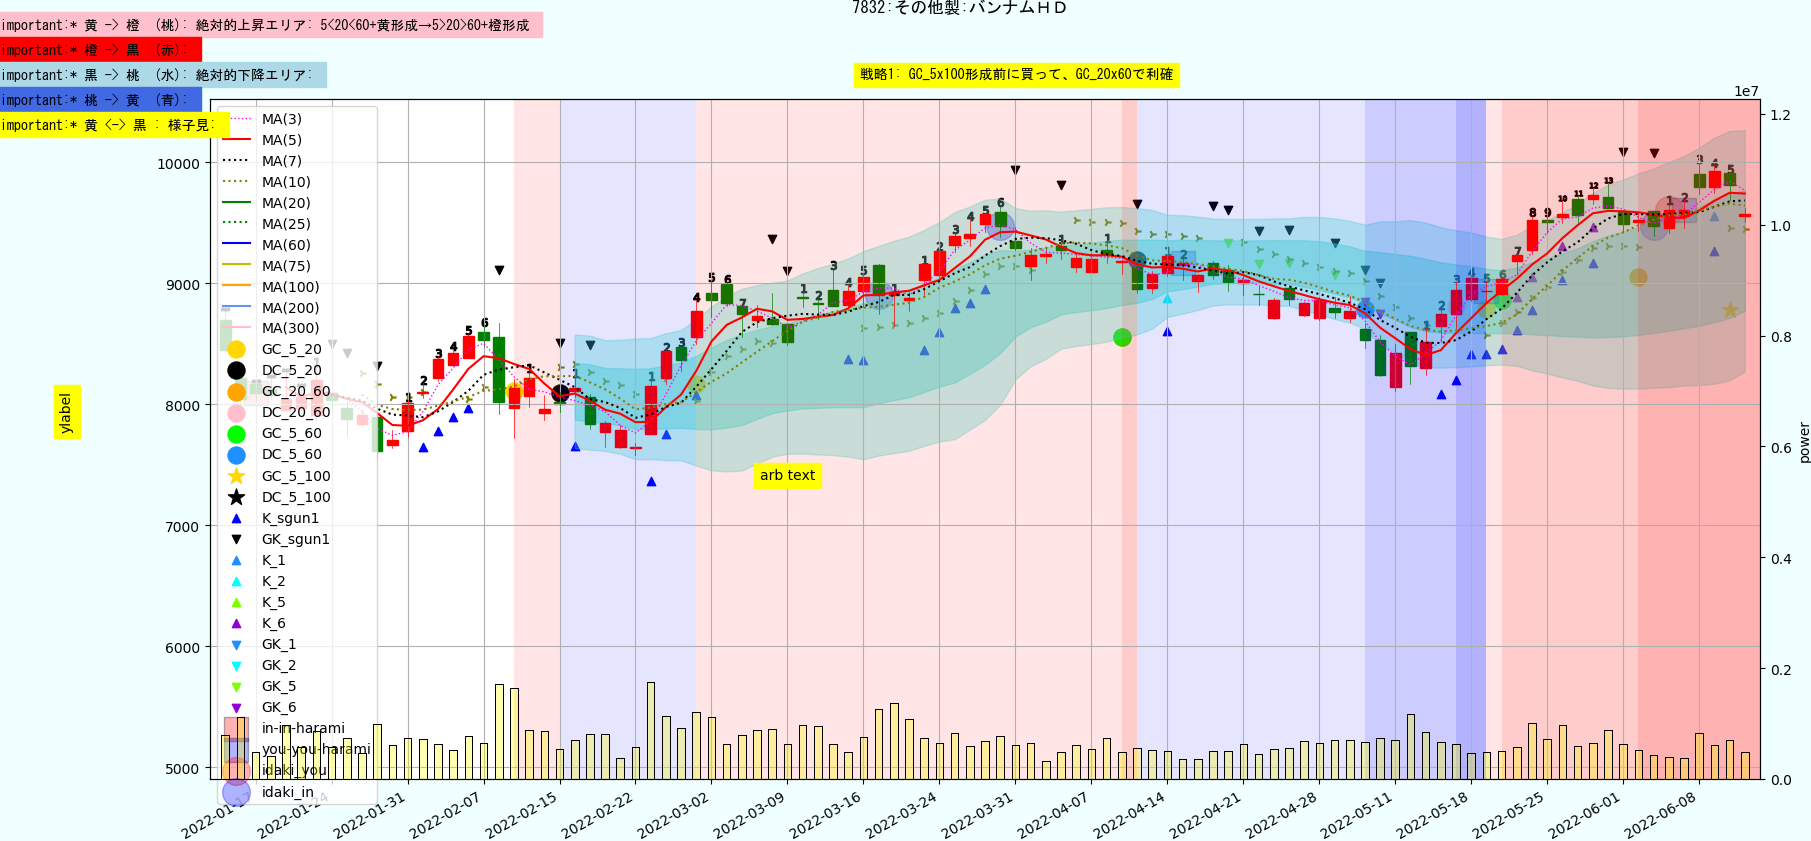 7832:その他製:バンナムＨＤ
important:* 黄 -> 橙 （桃）: 絶対的上昇エリア: 5<20<60+黄形成→5>20>60+橙形成
important:* 橙 -> 黒 （赤）:
important:* 黒 -> 桃 （水）: 絶対的下降エリア:
important:* 桃 -> 黄 （青）:
important:* 黄 <-> 黒 : 様子見:
戦略1: GC_5x100形成前に買って、GC_20x60で利確
1e7
MA(3)
MA(5)
MA(7)
MA(10)
MA(20)
MA(25)
MA(60)
MA(75)
MA(100)
MA(200)
MA(300)
GC_5_20
DC_5_20
GC_20_60
DC_20_60
GC_5_60
DC_5_60
GC_5_100
DC_5_100
K_sgun1
GK_sgun1
K_1
K_2
K_5
K_6
GK_1
GK_2
GK_5
GK_6
in-in-harami
you-you-harami
idaki_you
idaki_in
10000
9000
8000
7000
6000
5000
ylabel
arb text
1.2
1.0
0.8
0.6
0.4
0.2
0.0
power
2022-01-17
2022-01-24
2022-01-31
2022-02-07
2022-02-15
2022-02-22
2022-03-02
2022-03-09
2022-03-16
2022-03-24
2022-03-31
2022-04-07
2022-04-14
2022-04-21
2022-04-28
2022-05-11
2022-05-18
2022-05-25
2022-06-01
2022-06-08